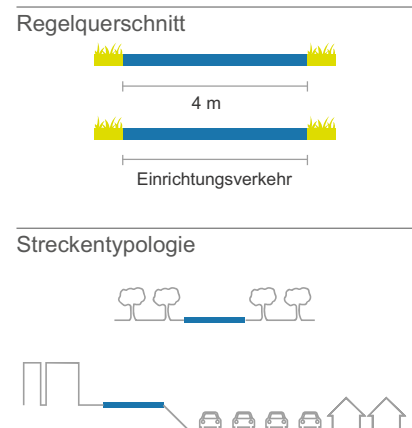 Regelquerschnitt
4 m
Einrichtungsverkehr
Streckentypologie